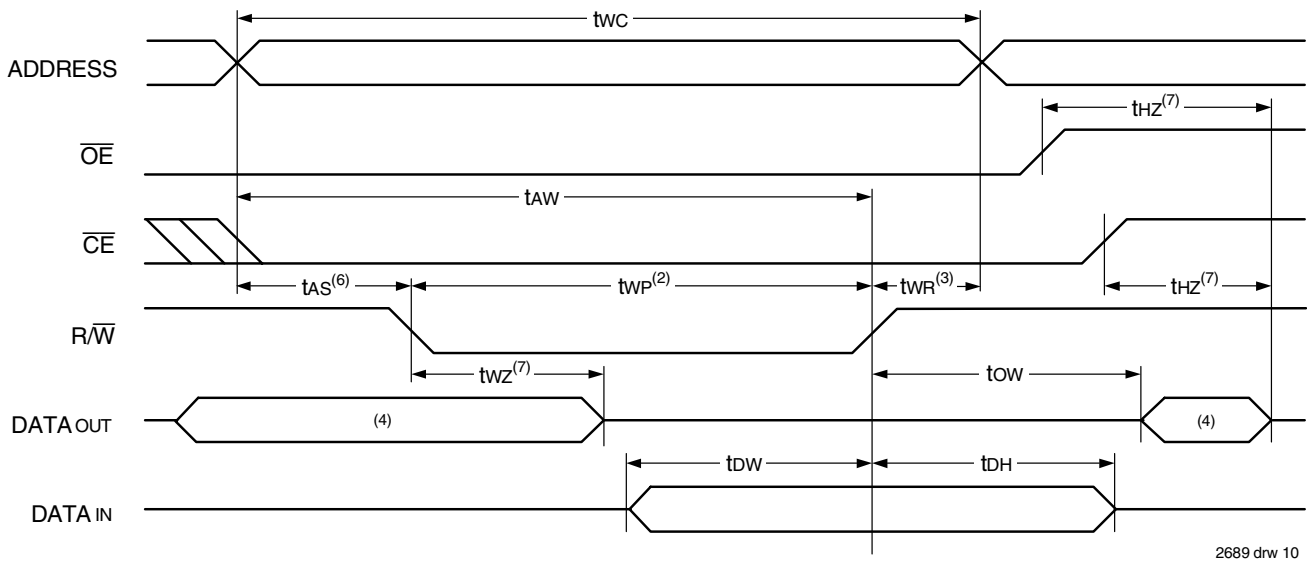 tWC
ADDRESS
tHZ(7)
OE
tAW
CE
tAS(6) tWP(2) tWR(3) tHZ(7)
R/W
tWZ(7) tOW
DATA OUT (4) (4)
tDW tDH
DATA IN
2689 drw 10